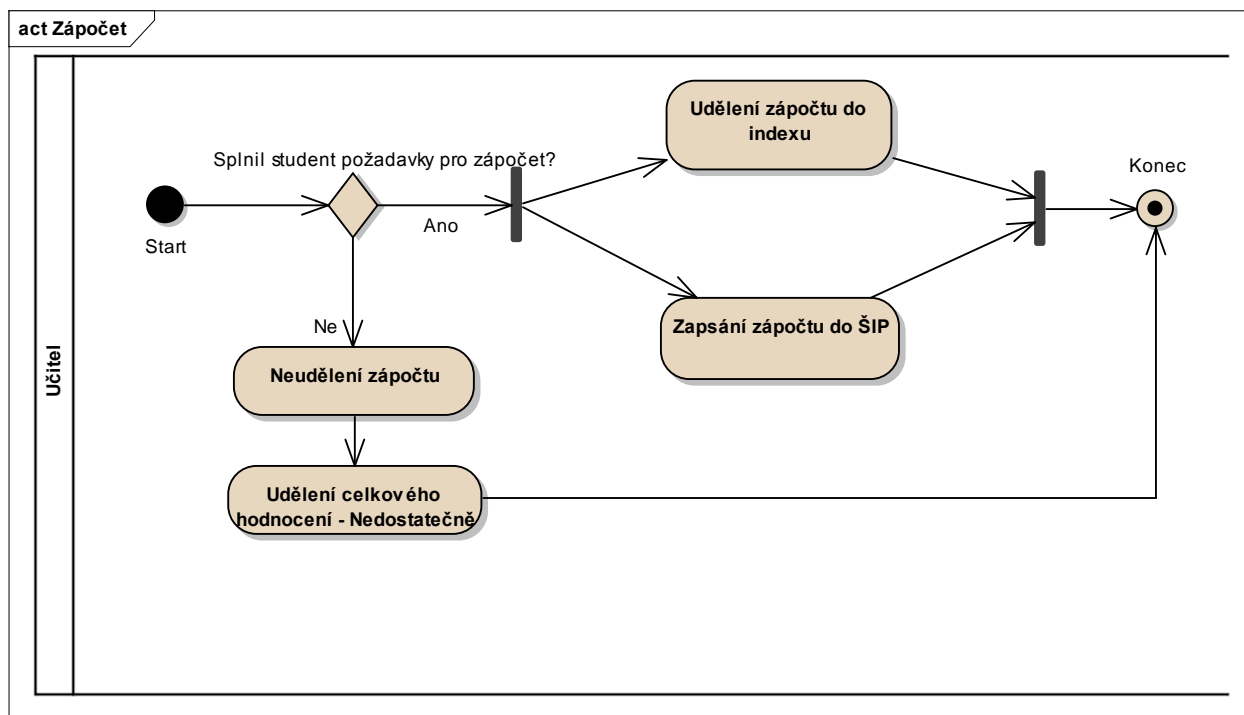 act Zápočet
Učitel
Splnil student požadavky pro zápočet?
Start
Ano
Ne
Udělení zápočtu do
indexu
Zapsání zápočtu do ŠIP
Konec
Neudělení zápočtu
Udělení celkového
hodnocení - Nedostatečně